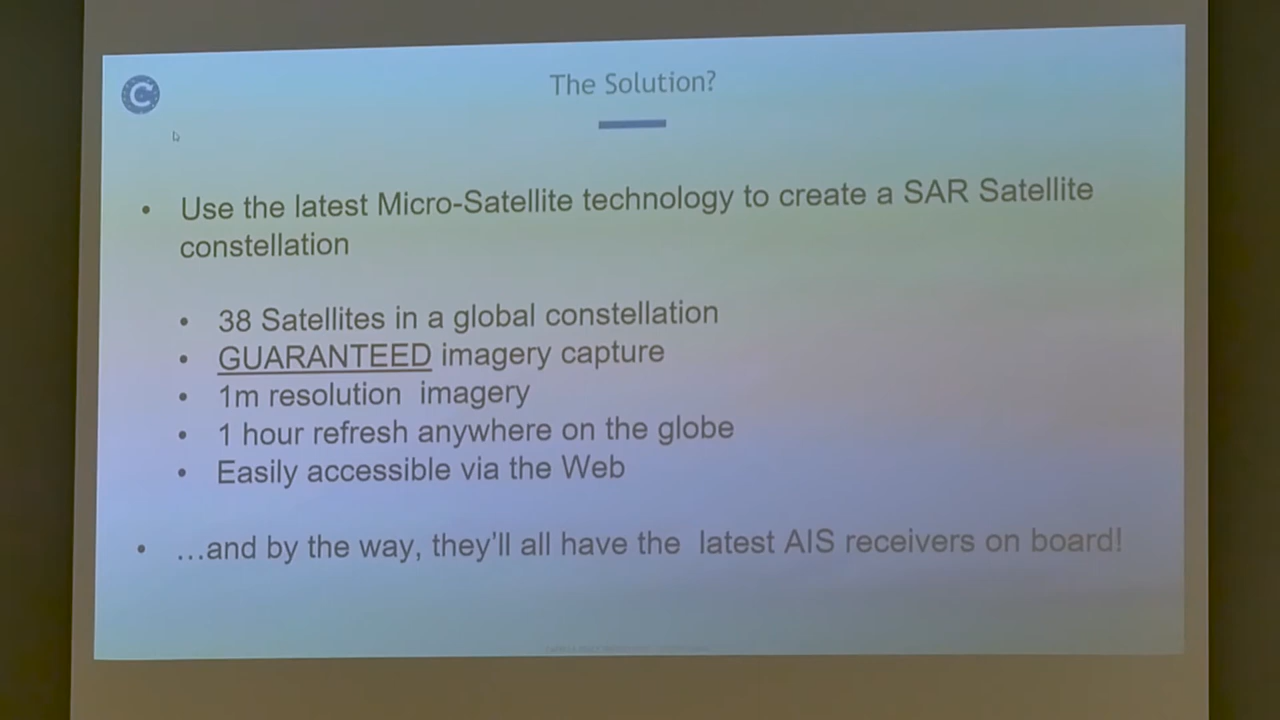 C
The Solution?
• Use the latest Micro-Satellite technology to create a SAR Satellite
constellation
• 38 Satellites in a global constellation
• GUARANTEED imagery capture
• 1m resolution imagery
• 1 hour refresh anywhere on the globe
• Easily accessible via the Web
• …and by the way, they'll all have the latest AIS receivers on board!